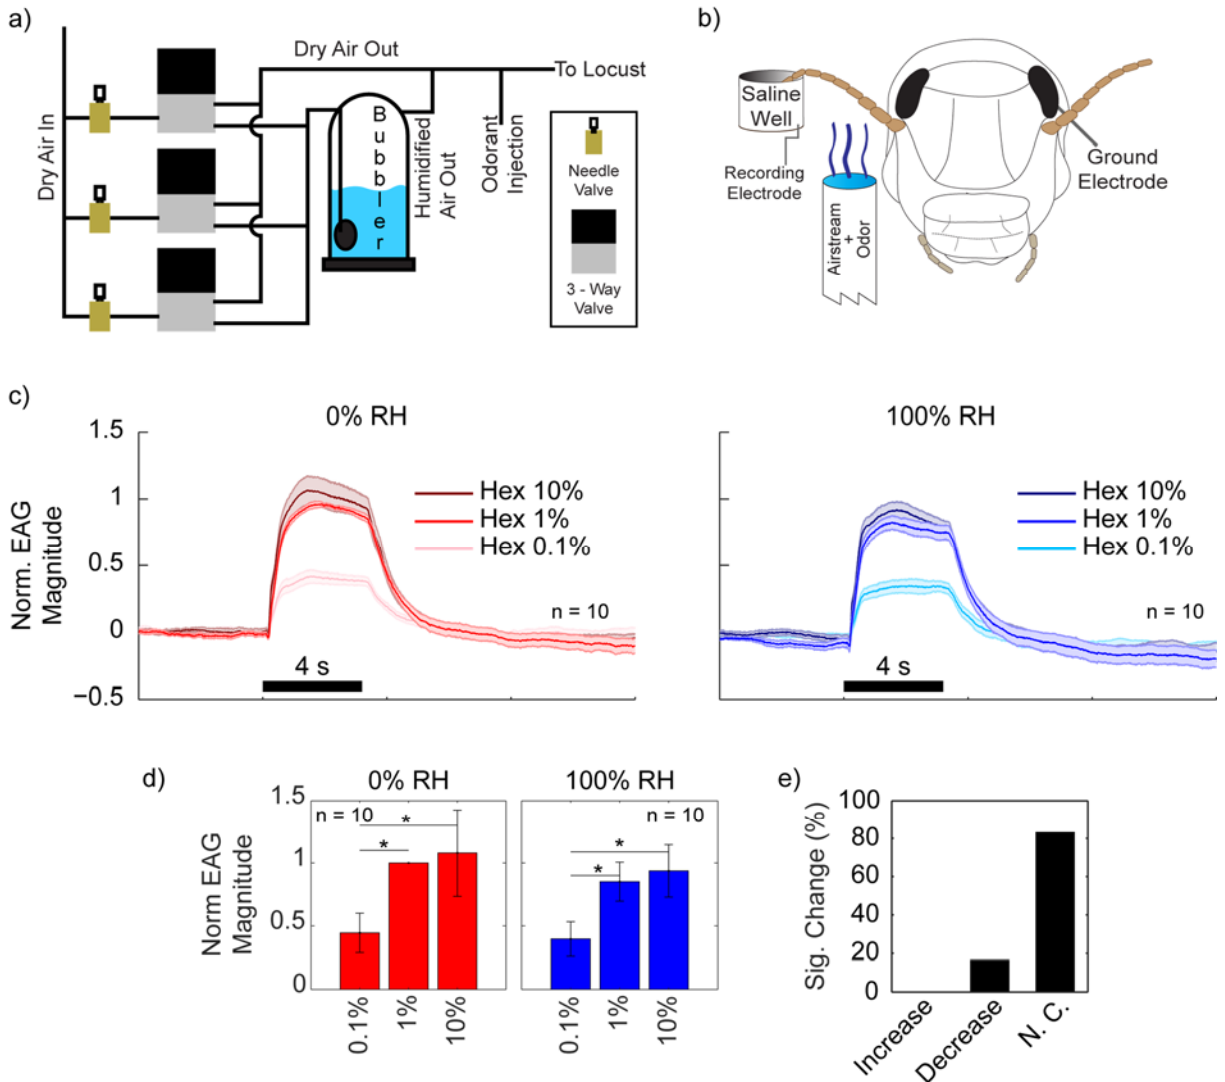 a)
Dry Air In
Dry Air Out
To Locust
Bubbler
Humidified
Air Out
Odorant
Injection
Needle
Valve
3 - Way
Valve
b)
Saline
Well
Recording
Electrode
Airstream
+
Odor
Ground
Electrode
c)
0% RH
Norm. EAG
Magnitude
1.5
1
0.5
0
−0.5
Hex 10%
Hex 1%
Hex 0.1%
n = 10
4 s
100% RH
Hex 10%
Hex 1%
Hex 0.1%
n = 10
4 s
d)
0% RH
Norm EAG
Magnitude
1.5
1
0.5
0
n = 10
*
*
0.1%
1%
10%
100% RH
n = 10
*
*
0.1%
1%
10%
e)
Sig. Change (%)
100
80
60
40
20
0
Increase
Decrease
N. C.